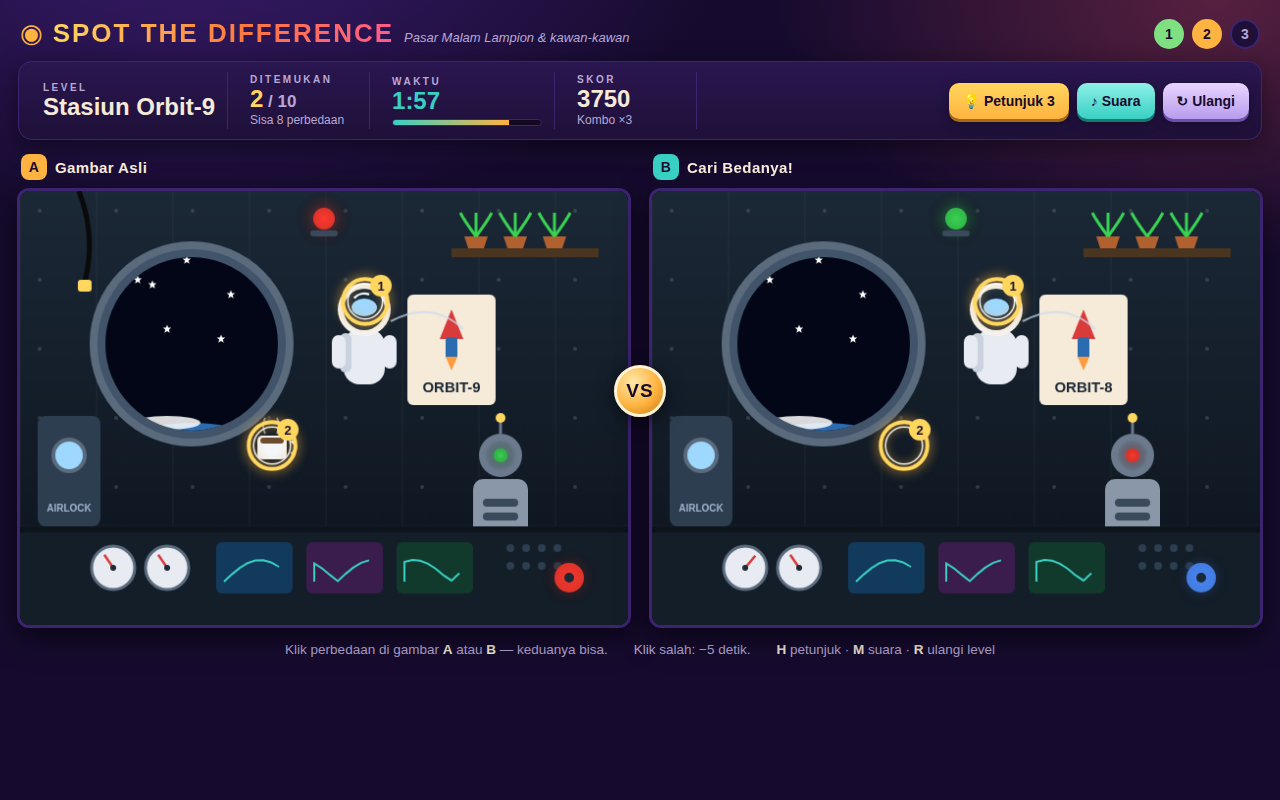 ◉ SPOT THE DIFFERENCE Pasar Malam Lampion & kawan-kawan
1 2 3
LEVEL
Stasiun Orbit-9
DITEMUKAN
2 / 10
Sisa 8 perbedaan
WAKTU
1:57
SKOR
3750
Kombo ×3
💡 Petunjuk 3
♪ Suara
↻ Ulangi
A Gambar Asli
B Cari Bedanya!
1
ORBIT-9
2
AIRLOCK
VS
1
ORBIT-8
2
AIRLOCK
Klik perbedaan di gambar A atau B — keduanya bisa. Klik salah: −5 detik. H petunjuk · M suara · R ulangi level